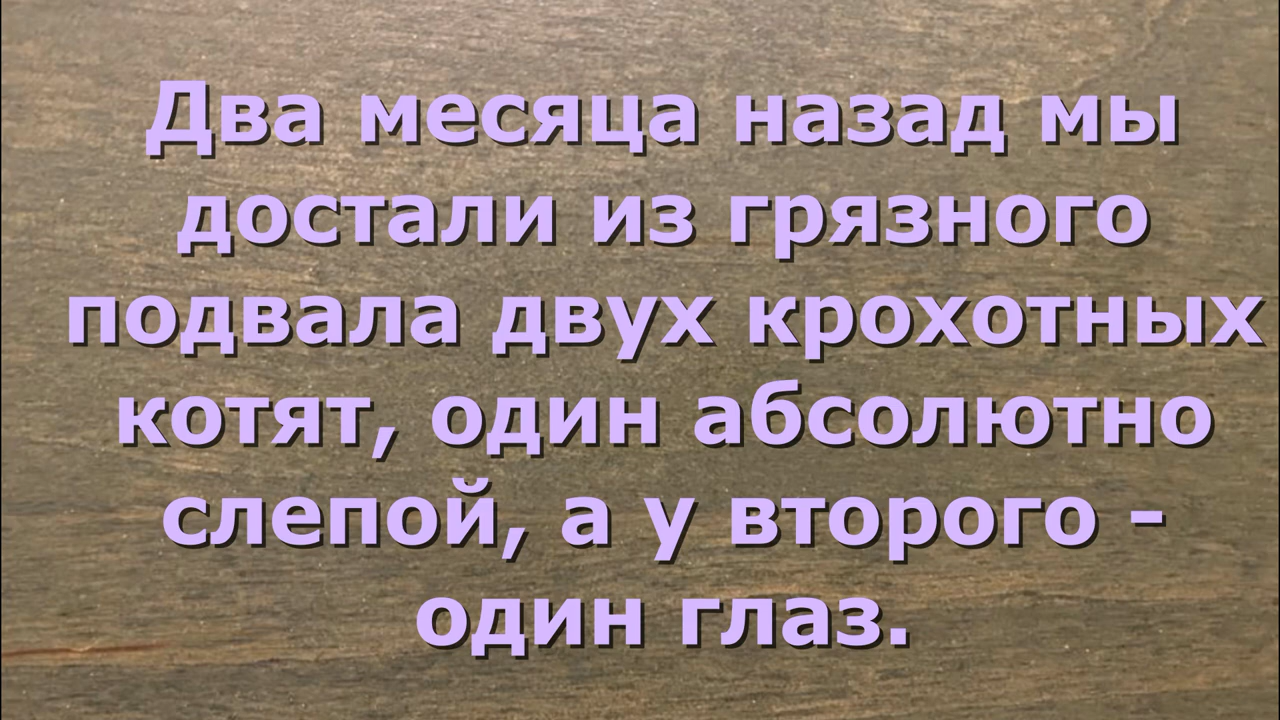 Два месяца назад мы
достали из грязного
подвала двух крохотных
котят, один абсолютно
слепой, а у второго -
один глаз.